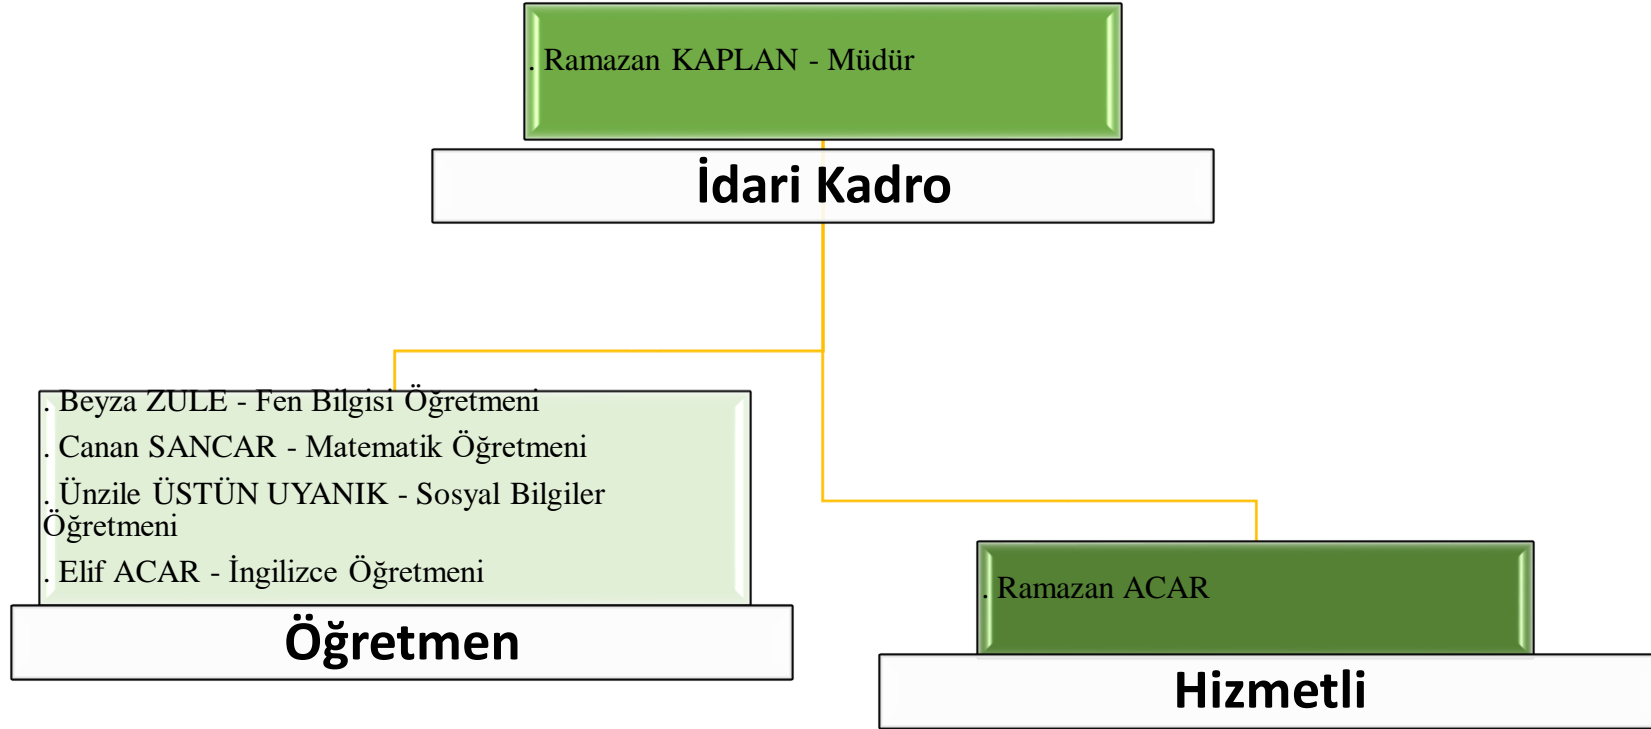 . Ramazan KAPLAN - Müdür
İdari Kadro
. Beyza ZULE - Fen Bilgisi Öğretmeni
. Canan SANCAR - Matematik Öğretmeni
. Ünzile ÜSTÜN UYANIK - Sosyal Bilgiler
Öğretmeni
. Elif ACAR - İngilizce Öğretmeni
Öğretmen
. Ramazan ACAR
Hizmetli